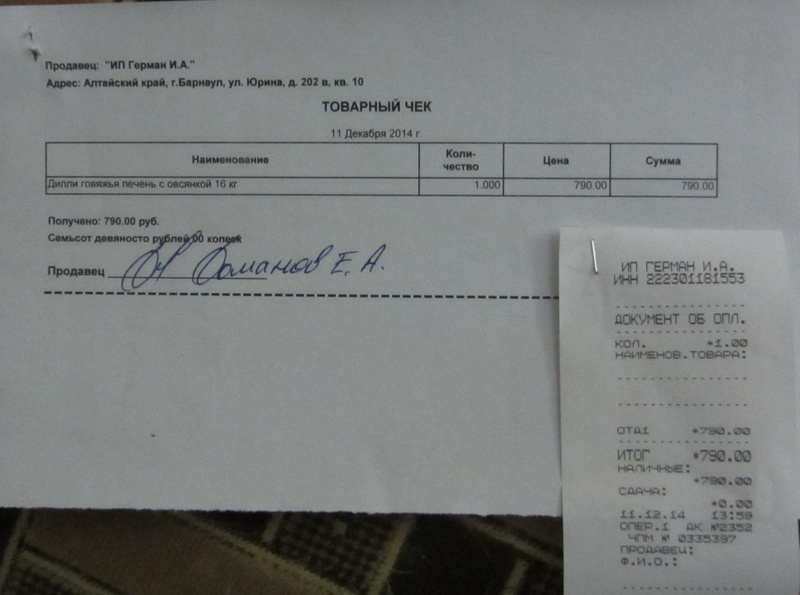 Продавец: "ИП Герман И.А."
Адрес: Алтайский край, г.Барнаул, ул. Юрина, д. 202 в, кв. 10
ТОВАРНЫЙ ЧЕК
11 Декабря 2014 г.
Наименование Коли-чество Цена Сумма
Дилли говяжья печень с овсянкой 16 кг 1.000 790.00 790.00
Получено: 790.00 руб.
Семьсот девяносто рублей 00 копеек
Продавец Романов Е.А.
ИП ГЕРМАН И.А.
ИНН 222301181553
ДОКУМЕНТ ОБ ОПЛ.
КОЛ. *1.00
НАИМЕНОВ.ТОВАРА:
ОТД1 *790.00
ИТОГ *790.00
НАЛИЧНЫЕ:
*790.00
СДАЧА:
*0.00
11.12.14 13:59
ОПЕР.1 ДК №2352
ЧПМ № 0335397
ПРОДАВЕЦ:
Ф.И.О.: